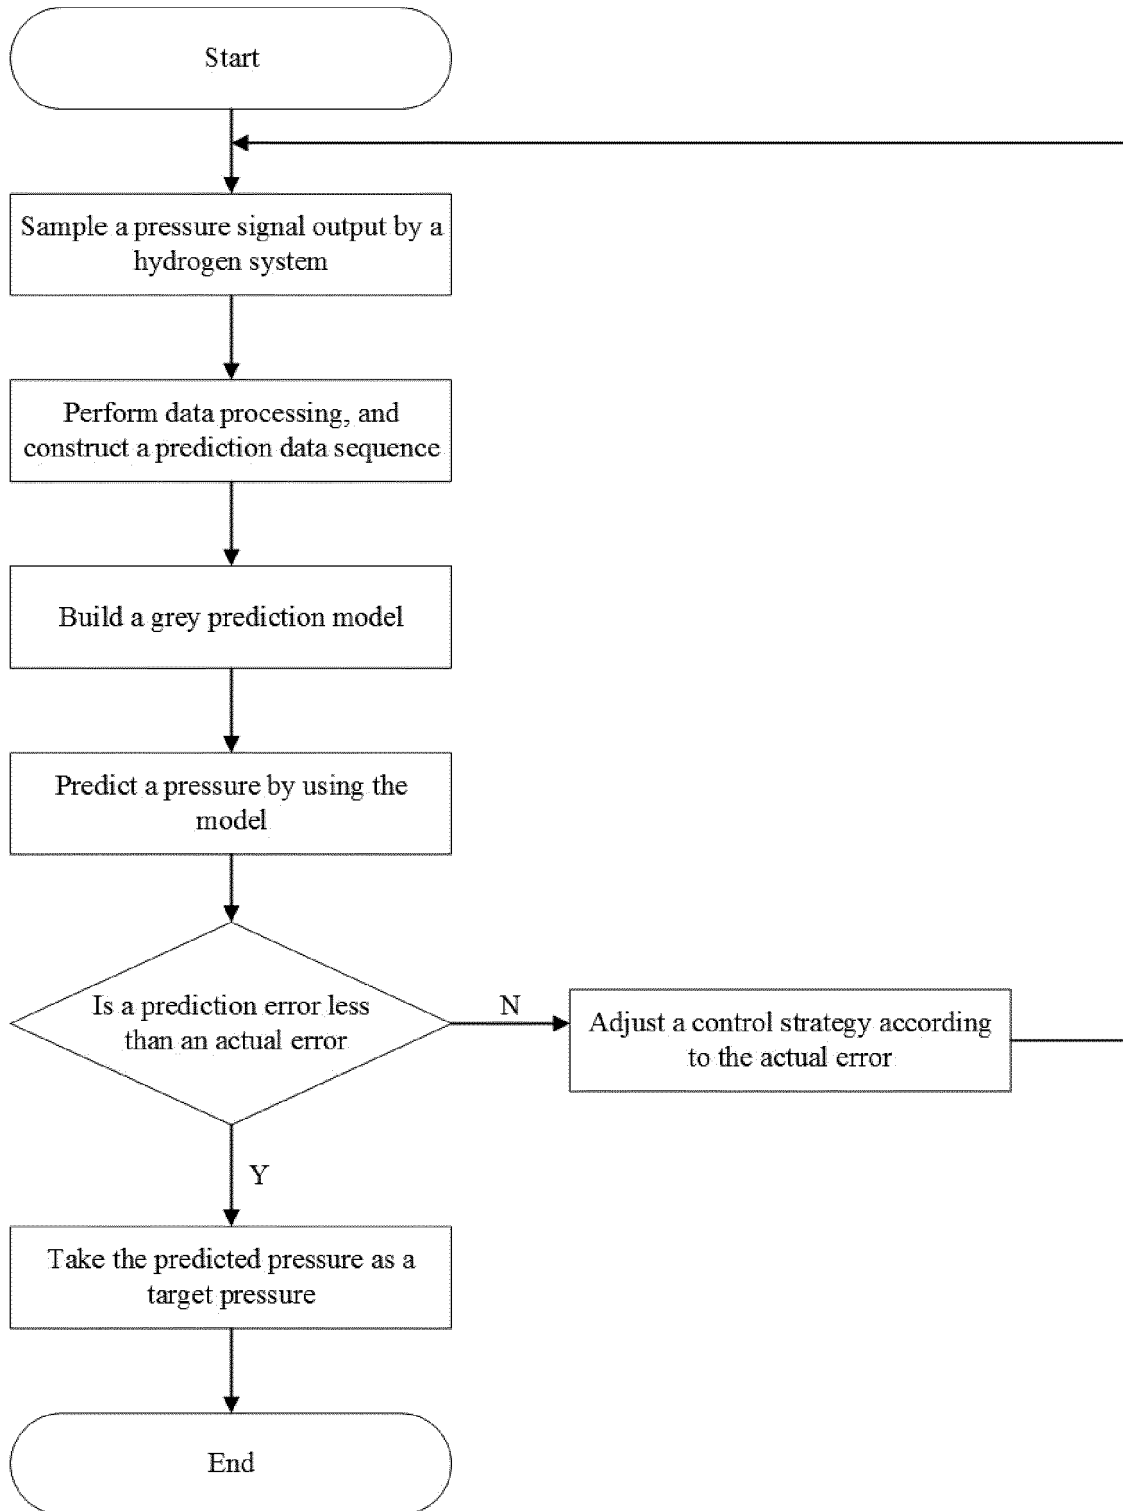 Start
Sample a pressure signal output by a
hydrogen system
Perform data processing, and
construct a prediction data sequence
Build a grey prediction model
Predict a pressure by using the
model
Is a prediction error less
than an actual error
N
Adjust a control strategy according
to the actual error
Y
Take the predicted pressure as a
target pressure
End